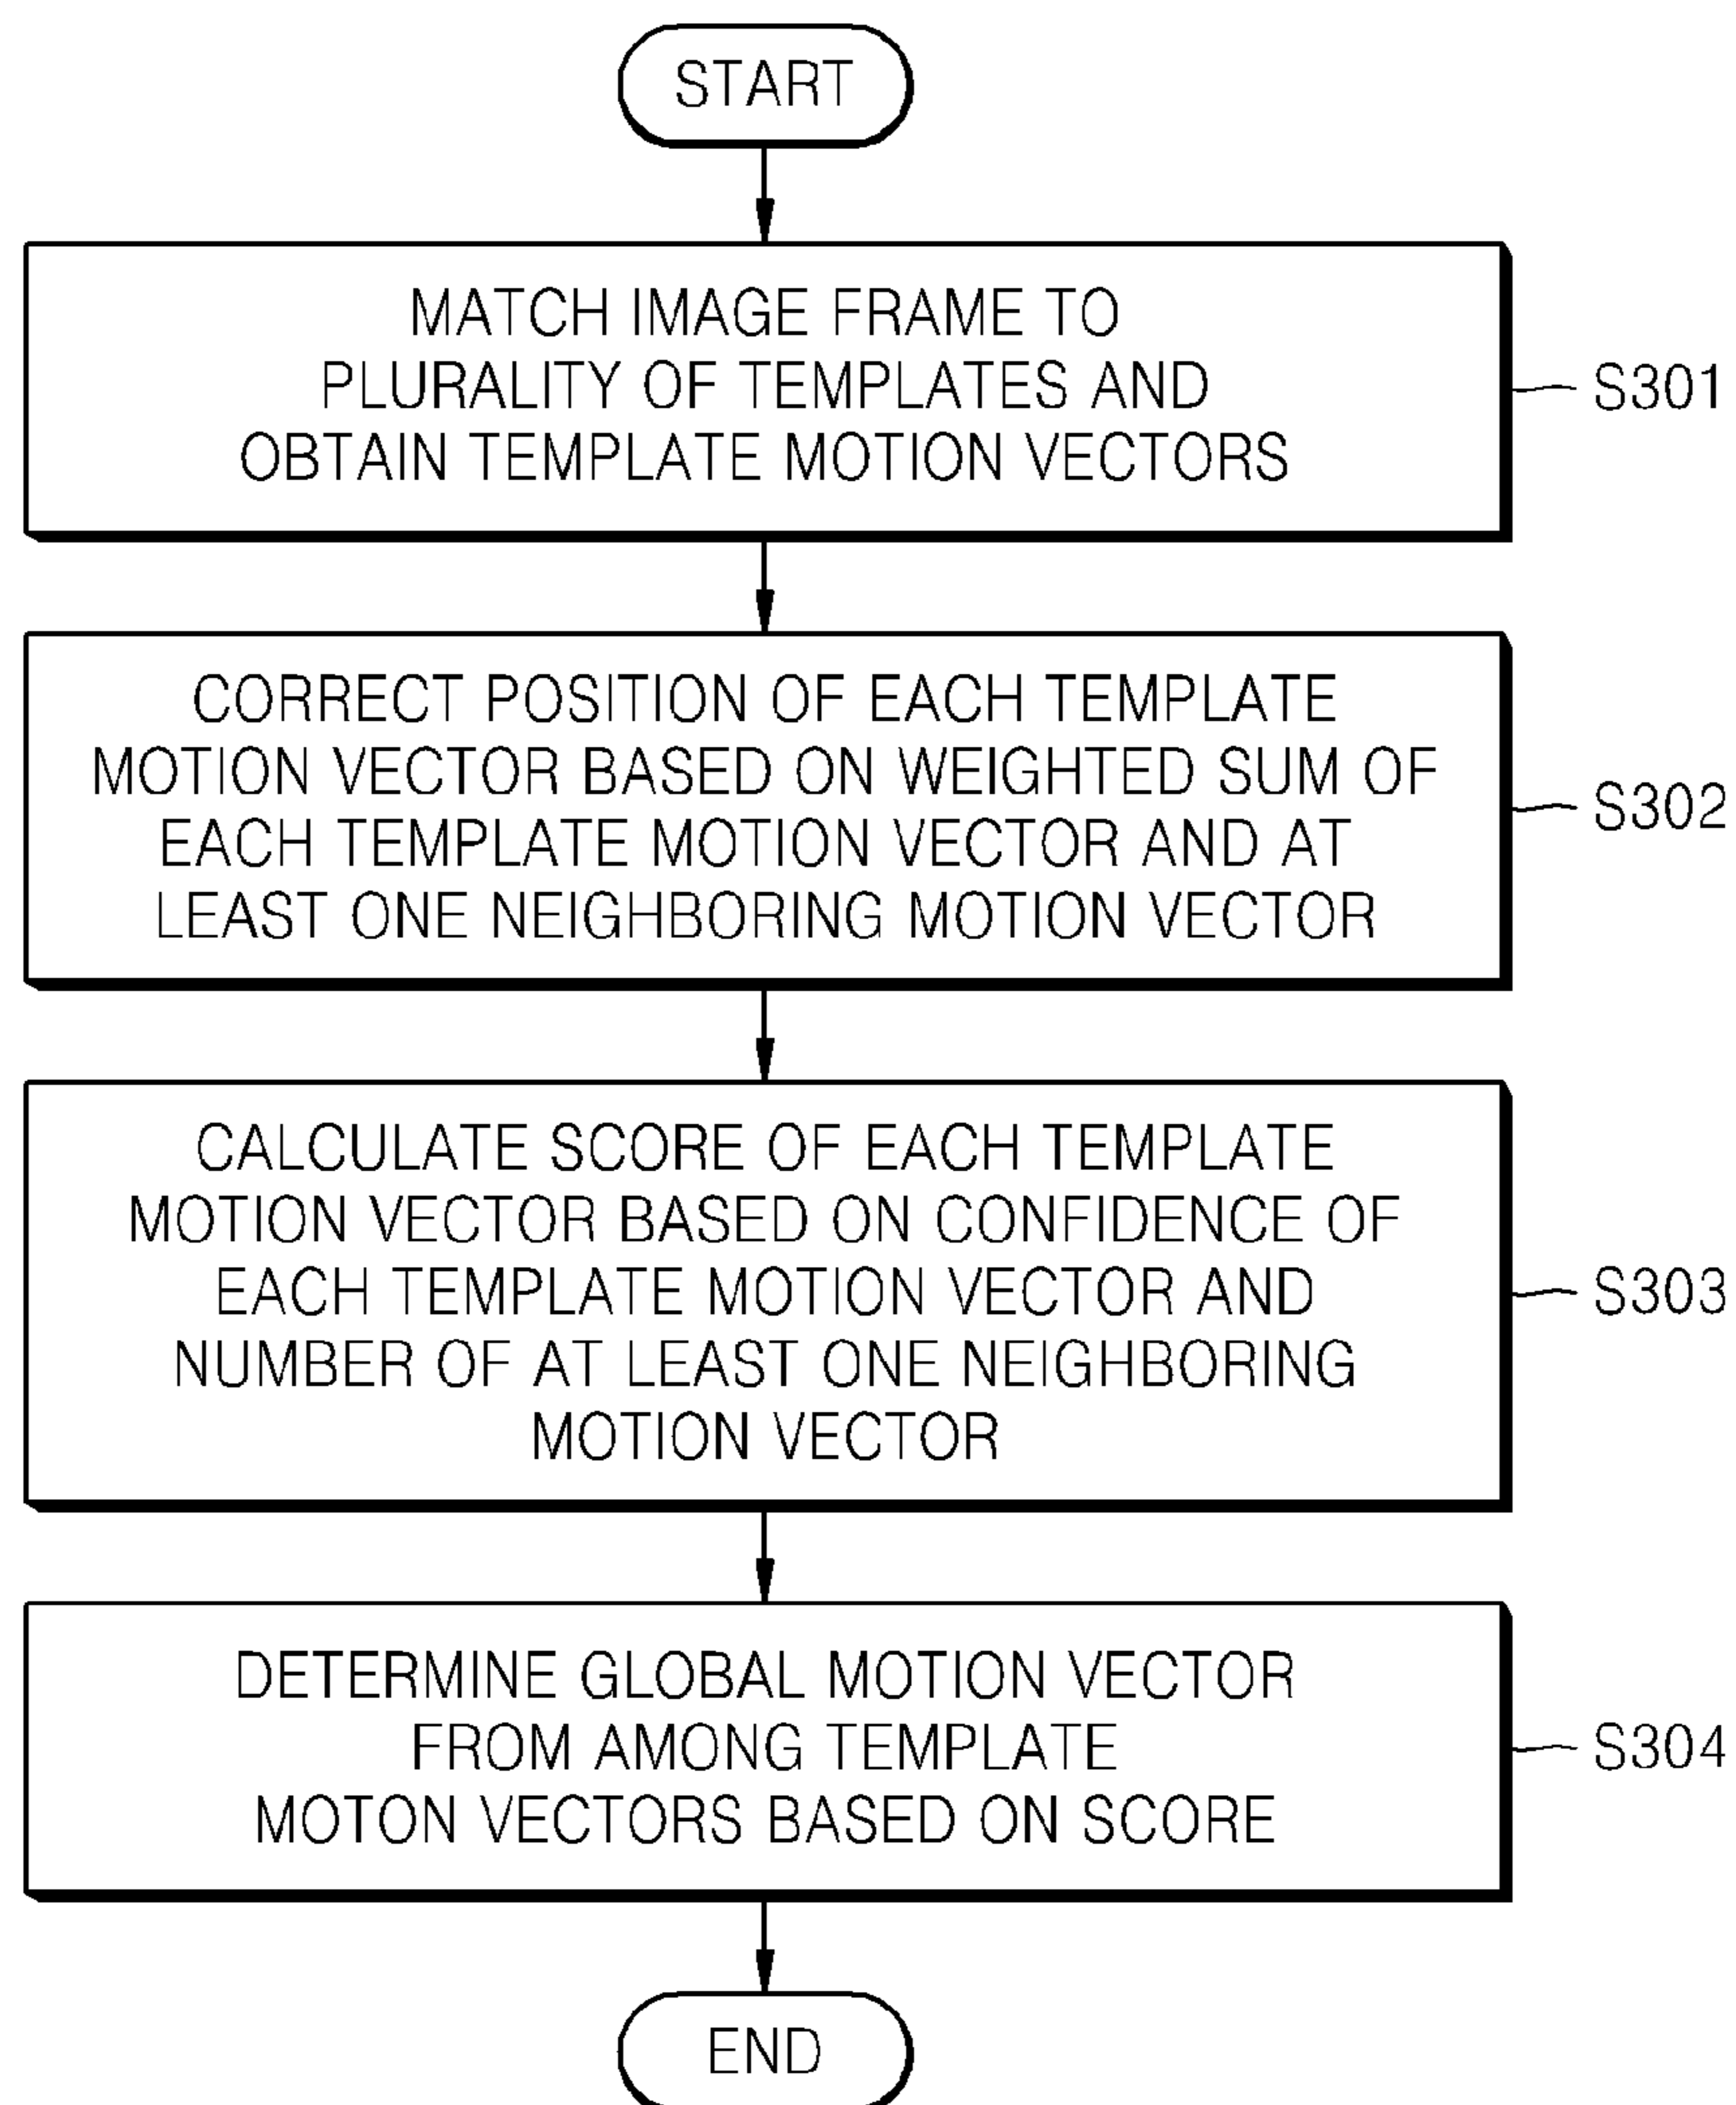 START
MATCH IMAGE FRAME TO
PLURALITY OF TEMPLATES AND
OBTAIN TEMPLATE MOTION VECTORS
S301
CORRECT POSITION OF EACH TEMPLATE
MOTION VECTOR BASED ON WEIGHTED SUM OF
EACH TEMPLATE MOTION VECTOR AND AT
LEAST ONE NEIGHBORING MOTION VECTOR
S302
CALCULATE SCORE OF EACH TEMPLATE
MOTION VECTOR BASED ON CONFIDENCE OF
EACH TEMPLATE MOTION VECTOR AND
NUMBER OF AT LEAST ONE NEIGHBORING
MOTION VECTOR
S303
DETERMINE GLOBAL MOTION VECTOR
FROM AMONG TEMPLATE
MOTON VECTORS BASED ON SCORE
S304
END